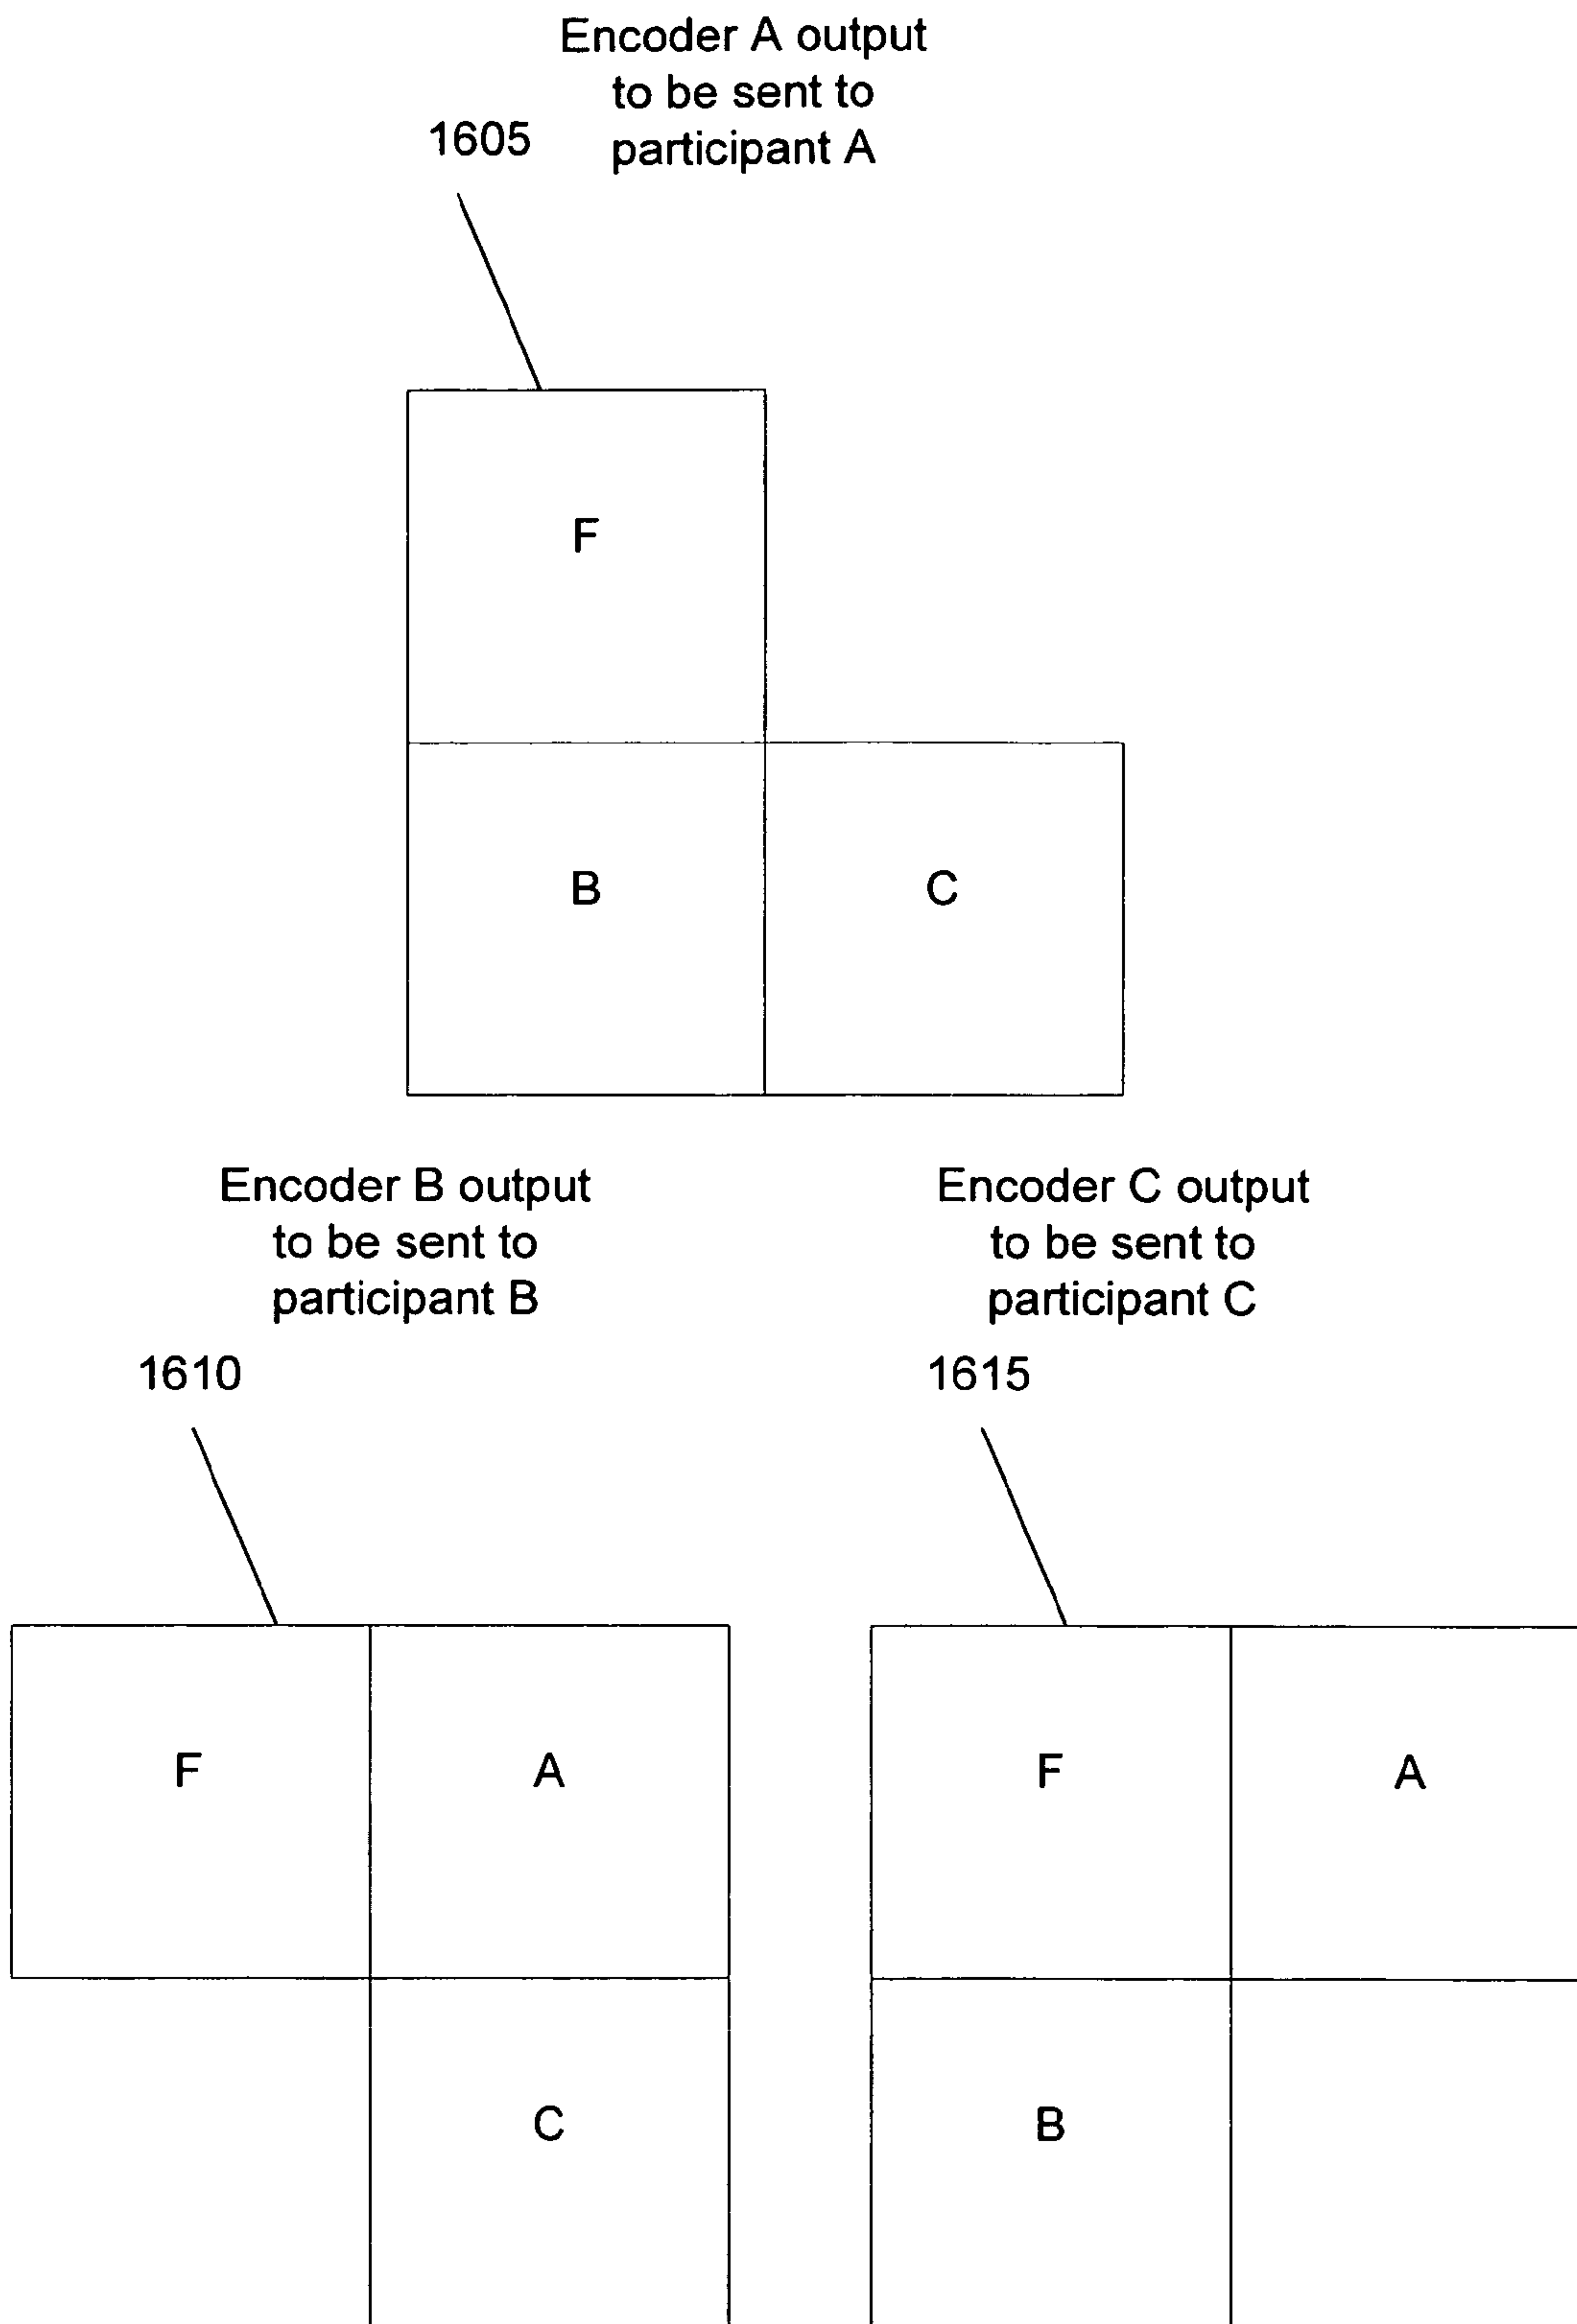 Encoder A output
to be sent to
participant A
1605
F
B C
Encoder B output
to be sent to
participant B
1610
Encoder C output
to be sent to
participant C
1615
F A
C
F A
B